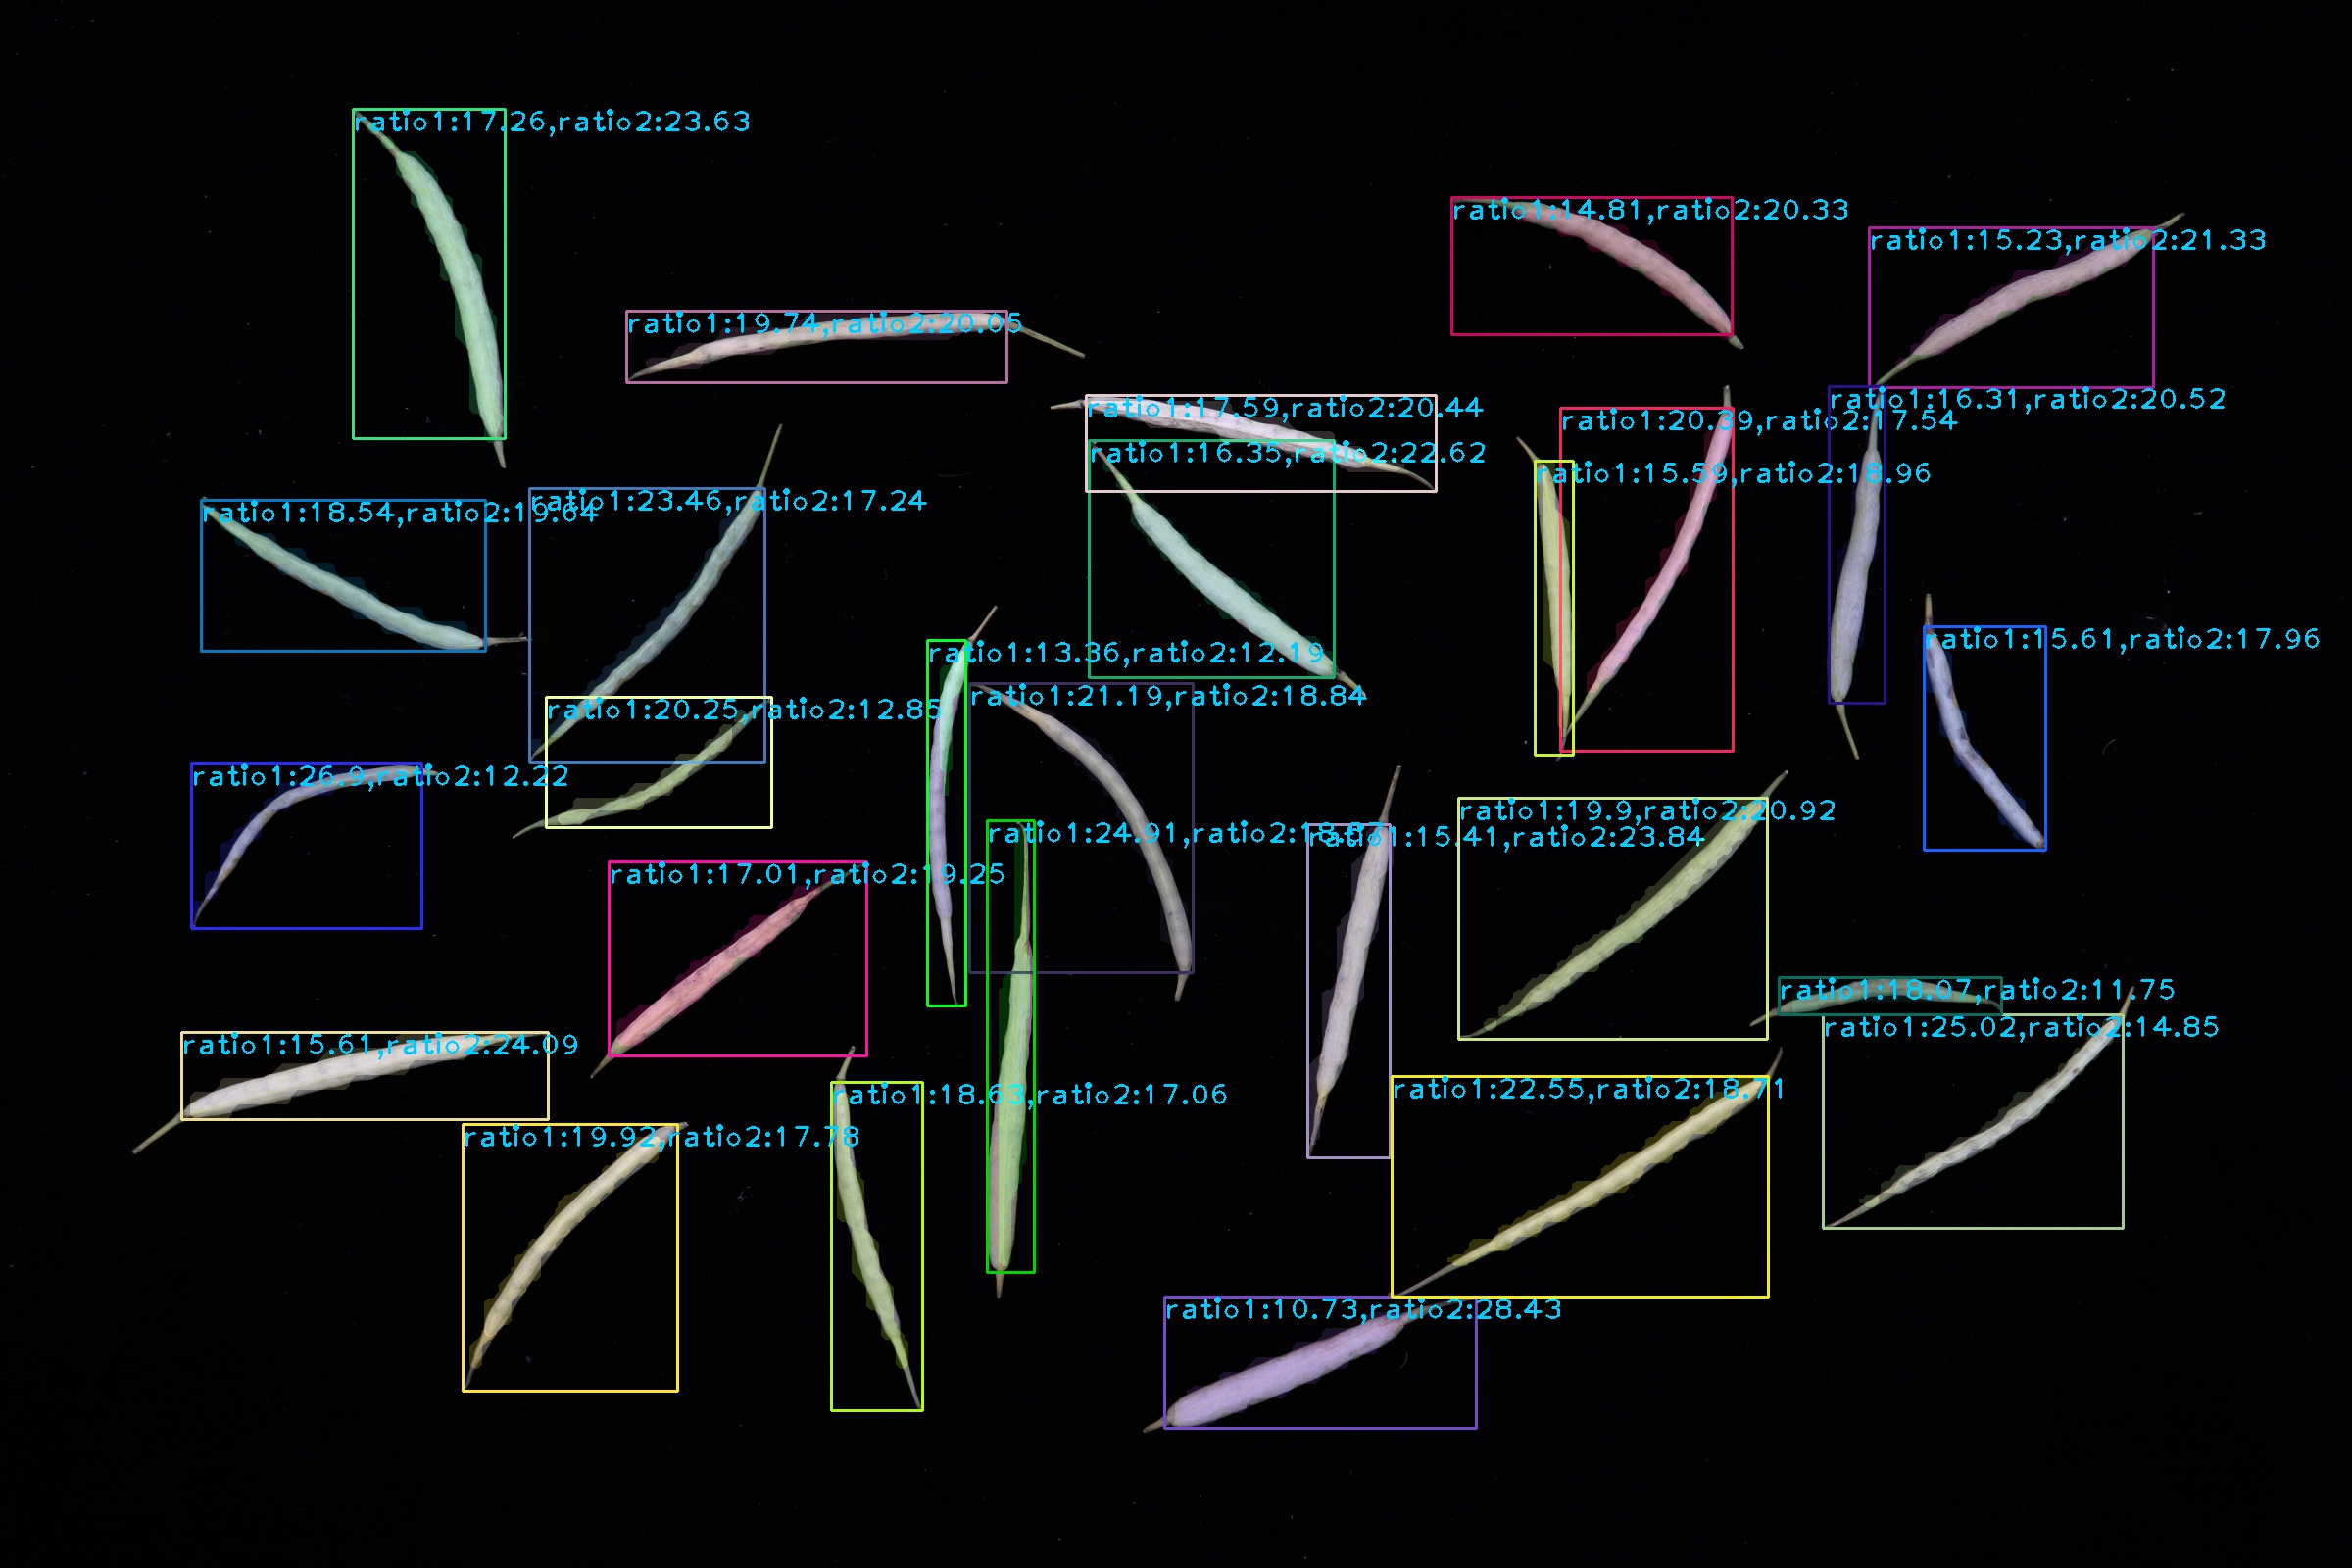 ratio1:17.26,ratio2:23.63
ratio1:14.81,ratio2:20.33
ratio1:15.23,ratio2:21.33
ratio1:19.74,ratio2:20.05
ratio1:17.59,ratio2:20.44
ratio1:16.31,ratio2:20.52
ratio1:20.39,ratio2:17.54
ratio1:16.35,ratio2:22.62
ratio1:15.59,ratio2:18.96
ratio1:18.54,ratio2:19.64
ratio1:23.46,ratio2:17.24
ratio1:13.36,ratio2:12.19
ratio1:15.61,ratio2:17.96
ratio1:21.19,ratio2:18.84
ratio1:20.25,ratio2:12.85
ratio1:26.9,ratio2:12.22
ratio1:19.9,ratio2:20.92
ratio1:15.41,ratio2:23.84
ratio1:17.01,ratio2:19.25
ratio1:18.07,ratio2:11.75
ratio1:25.02,ratio2:14.85
ratio1:15.61,ratio2:24.09
ratio1:22.55,ratio2:18.71
ratio1:18.63,ratio2:17.06
ratio1:19.92,ratio2:17.78
ratio1:10.73,ratio2:28.43